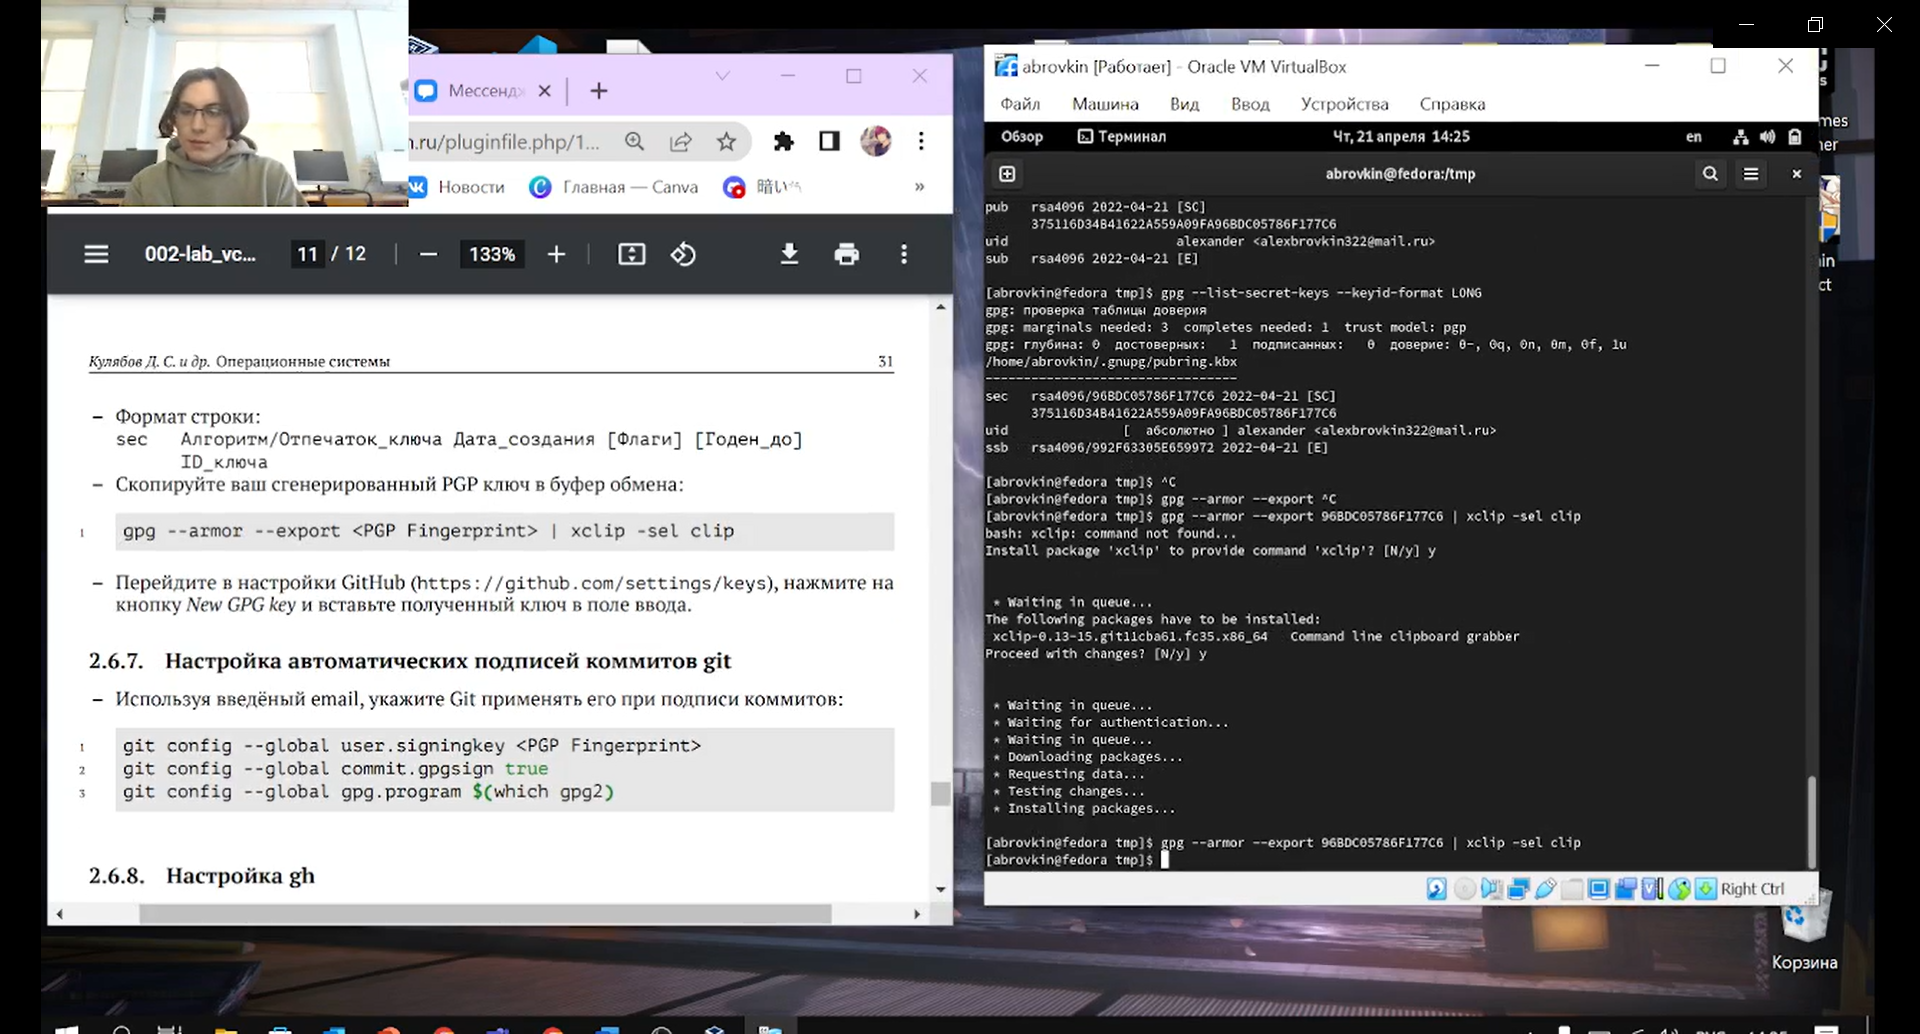 Мессендж
n.ru/pluginfile.php/1...
Новости
Главная — Canva
»
002-lab_vc...
11 / 12
133%
Кулябов Д. С. и др. Операционные системы 31
– Формат строки:
sec Алгоритм/Отпечаток_ключа Дата_создания [Флаги] [Годен_до]
ID_ключа
– Скопируйте ваш сгенерированный PGP ключ в буфер обмена:
1 gpg --armor --export <PGP Fingerprint> | xclip -sel clip
– Перейдите в настройки GitHub (https://github.com/settings/keys), нажмите на
кнопку New GPG key и вставьте полученный ключ в поле ввода.
2.6.7. Настройка автоматических подписей коммитов git
– Используя введёный email, укажите Git применять его при подписи коммитов:
1 git config --global user.signingkey <PGP Fingerprint>
2 git config --global commit.gpgsign true
3 git config --global gpg.program $(which gpg2)
2.6.8. Настройка gh
abrovkin [Работает] - Oracle VM VirtualBox
Файл Машина Вид Ввод Устройства Справка
Обзор Терминал Чт, 21 апреля 14:25 en
abrovkin@fedora:/tmp
pub rsa4096 2022-04-21 [SC]
375116D34B41622A559A09FA96BDC05786F177C6
uid alexander <alexbrovkin322@mail.ru>
sub rsa4096 2022-04-21 [E]
[abrovkin@fedora tmp]$ gpg --list-secret-keys --keyid-format LONG
gpg: проверка таблицы доверия
gpg: marginals needed: 3 completes needed: 1 trust model: pgp
gpg: глубина: 0 достоверных: 1 подписанных: 0 доверие: 0-, 0q, 0n, 0m, 0f, 1u
/home/abrovkin/.gnupg/pubring.kbx
---------------------------------
sec rsa4096/96BDC05786F177C6 2022-04-21 [SC]
375116D34B41622A559A09FA96BDC05786F177C6
uid [ абсолютно ] alexander <alexbrovkin322@mail.ru>
ssb rsa4096/992F63305E659972 2022-04-21 [E]
[abrovkin@fedora tmp]$ ^C
[abrovkin@fedora tmp]$ gpg --armor --export ^C
[abrovkin@fedora tmp]$ gpg --armor --export 96BDC05786F177C6 | xclip -sel clip
bash: xclip: command not found...
Install package 'xclip' to provide command 'xclip'? [N/y] y
* Waiting in queue...
The following packages have to be installed:
xclip-0.13-15.git11cba61.fc35.x86_64 Command line clipboard grabber
Proceed with changes? [N/y] y
* Waiting in queue...
* Waiting for authentication...
* Waiting in queue...
* Downloading packages...
* Requesting data...
* Testing changes...
* Installing packages...
[abrovkin@fedora tmp]$ gpg --armor --export 96BDC05786F177C6 | xclip -sel clip
[abrovkin@fedora tmp]$
Right Ctrl
Корзина